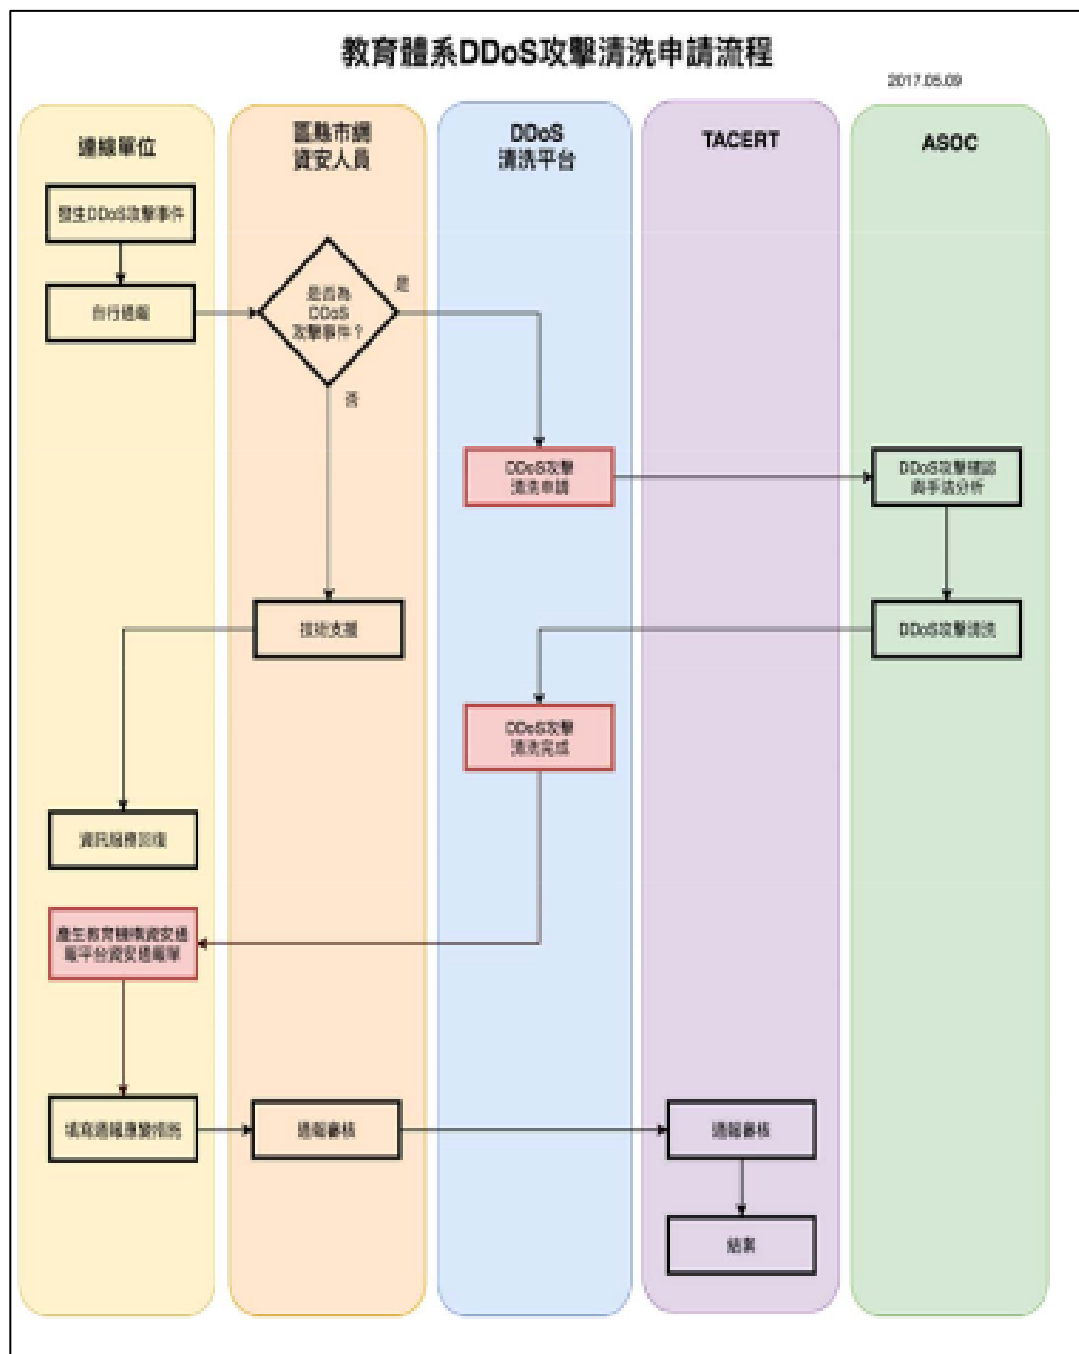 教育體系DDoS攻擊清洗申請流程
2017.05.09
連線單位
區縣市網
資安人員
DDoS
清洗平台
TACERT
ASOC
發生DDoS攻擊事件
自行通報
是否為
DDoS
攻擊事件?
是
否
DDoS攻擊
清洗申請
DDoS攻擊確認
與手法分析
技術支援
DDoS攻擊清洗
DDoS攻擊
清洗完成
資訊服務回復
產生教育機構資安通
報平台資安通報單
填寫通報應變措施
通報審核
通報審核
結案